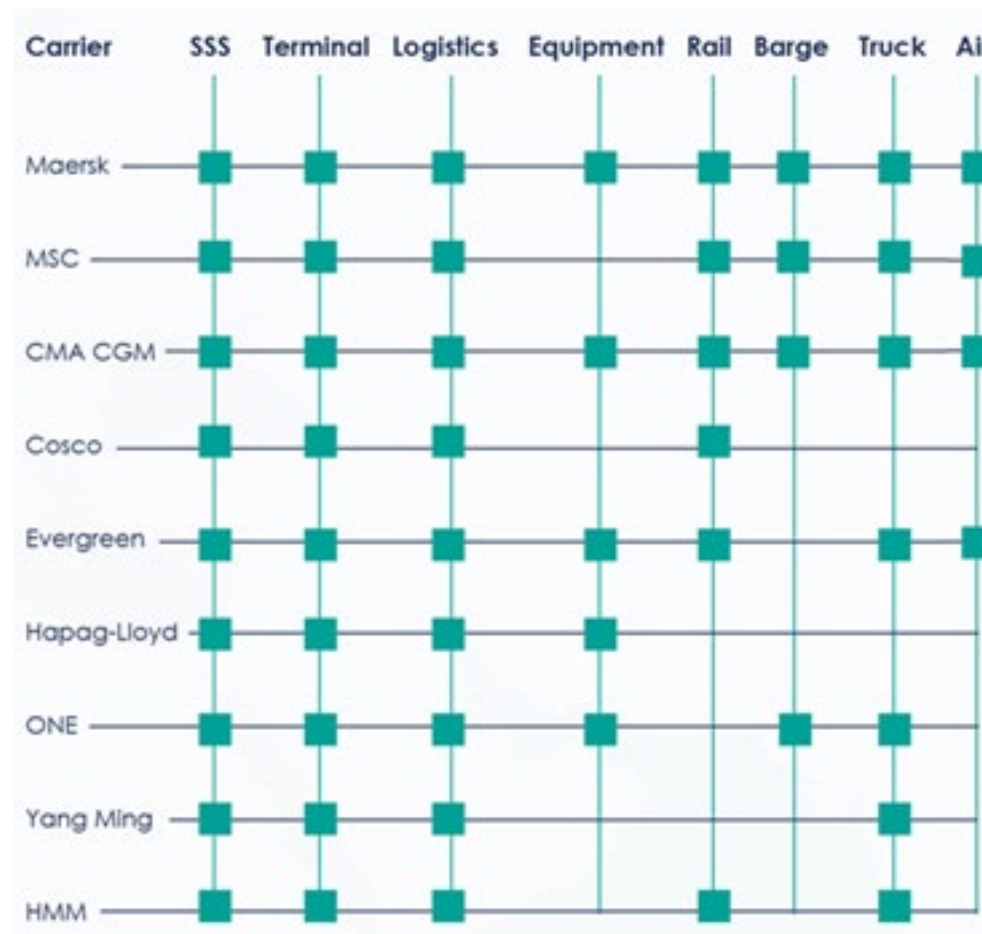 Carrier SSS Terminal Logistics Equipment Rail Barge Truck Ai
Maersk
MSC
CMA CGM
Cosco
Evergreen
Hapag-Lloyd
ONE
Yang Ming
HMM